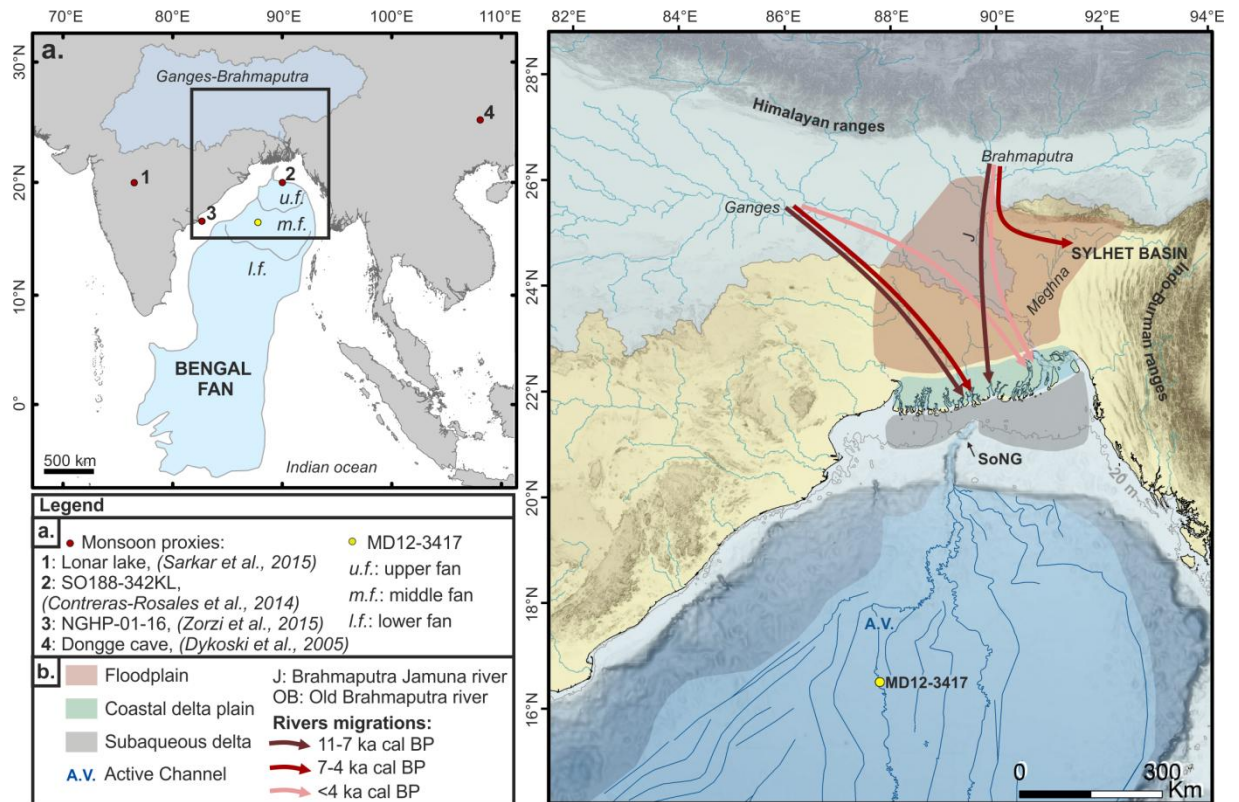 70°E 80°E 90°E 100°E 110°E
30°N
20°N
10°N
0°
a.
Ganges-Brahmaputra
4
1
2
u.f.
3
m.f.
l.f.
BENGAL
FAN
500 km
Indian ocean
Legend
a.
Monsoon proxies:
1: Lonar lake, (Sarkar et al., 2015)
2: SO188-342KL,
(Contreras-Rosales et al., 2014)
3: NGHP-01-16, (Zorzi et al., 2015)
4: Dongge cave, (Dykoski et al., 2005)
MD12-3417
u.f.: upper fan
m.f.: middle fan
l.f.: lower fan
b.
Floodplain
Coastal delta plain
Subaqueous delta
A.V. Active Channel
J: Brahmaputra Jamuna river
OB: Old Brahmaputra river
Rivers migrations:
11-7 ka cal BP
7-4 ka cal BP
<4 ka cal BP
82°E 88°E 90°E 92°E 94°E
28°N
26°N
24°N
22°N
20°N
18°N
16°N
Himalayan ranges
Brahmaputra
Ganges
J
SYLHET BASIN
Meghna
Indo-Burman ranges
SoNG
-20 m
A.V.
MD12-3417
0 300
Km